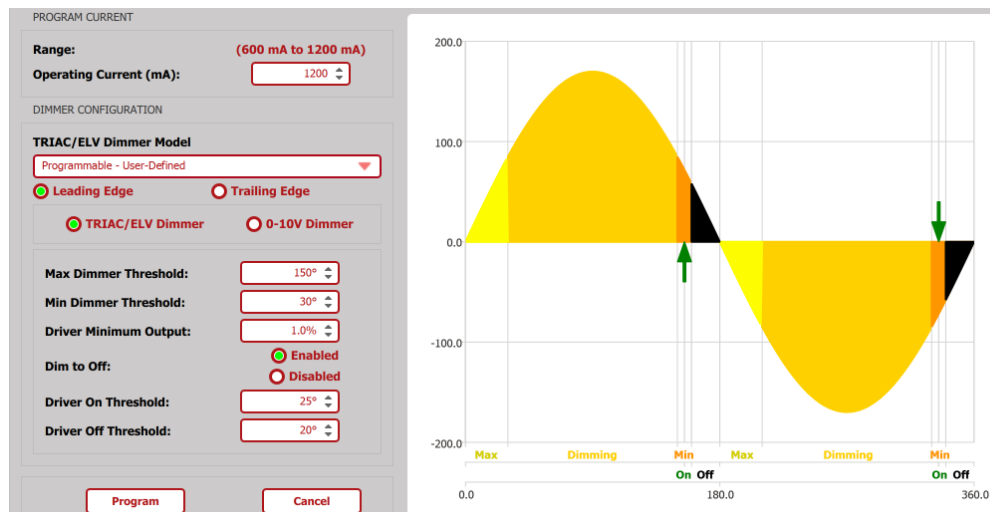 PROGRAM CURRENT
Range: (600 mA to 1200 mA)
Operating Current (mA): 1200
DIMMER CONFIGURATION
TRIAC/ELV Dimmer Model
Programmable - User-Defined
Leading Edge Trailing Edge
TRIAC/ELV Dimmer 0-10V Dimmer
Max Dimmer Threshold: 150°
Min Dimmer Threshold: 30°
Driver Minimum Output: 1.0%
Dim to Off: Enabled
Disabled
Driver On Threshold: 25°
Driver Off Threshold: 20°
Program Cancel
200.0
100.0
0.0
-100.0
-200.0
Max Dimming Min Max Dimming Min
On Off On Off
0.0 180.0 360.0